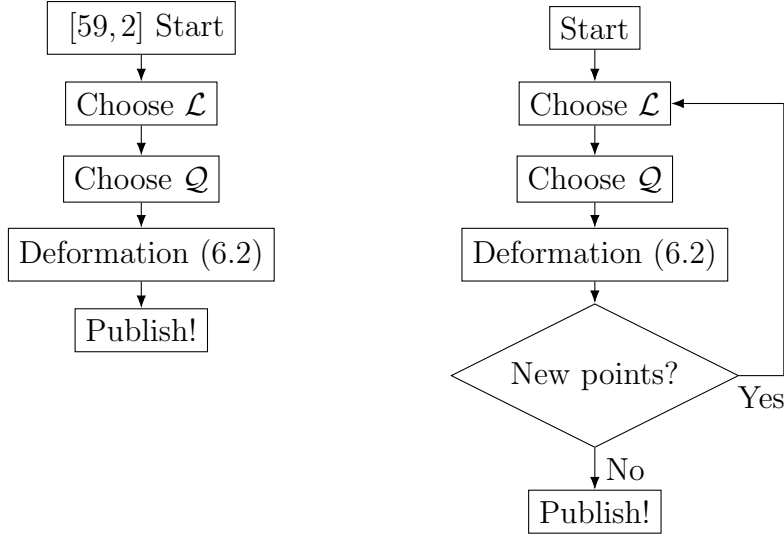 [59, 2] Start
Choose ℒ
Choose 𝒬
Deformation (6.2)
Publish!
Start
Choose ℒ
Choose 𝒬
Deformation (6.2)
New points?
Yes
No
Publish!